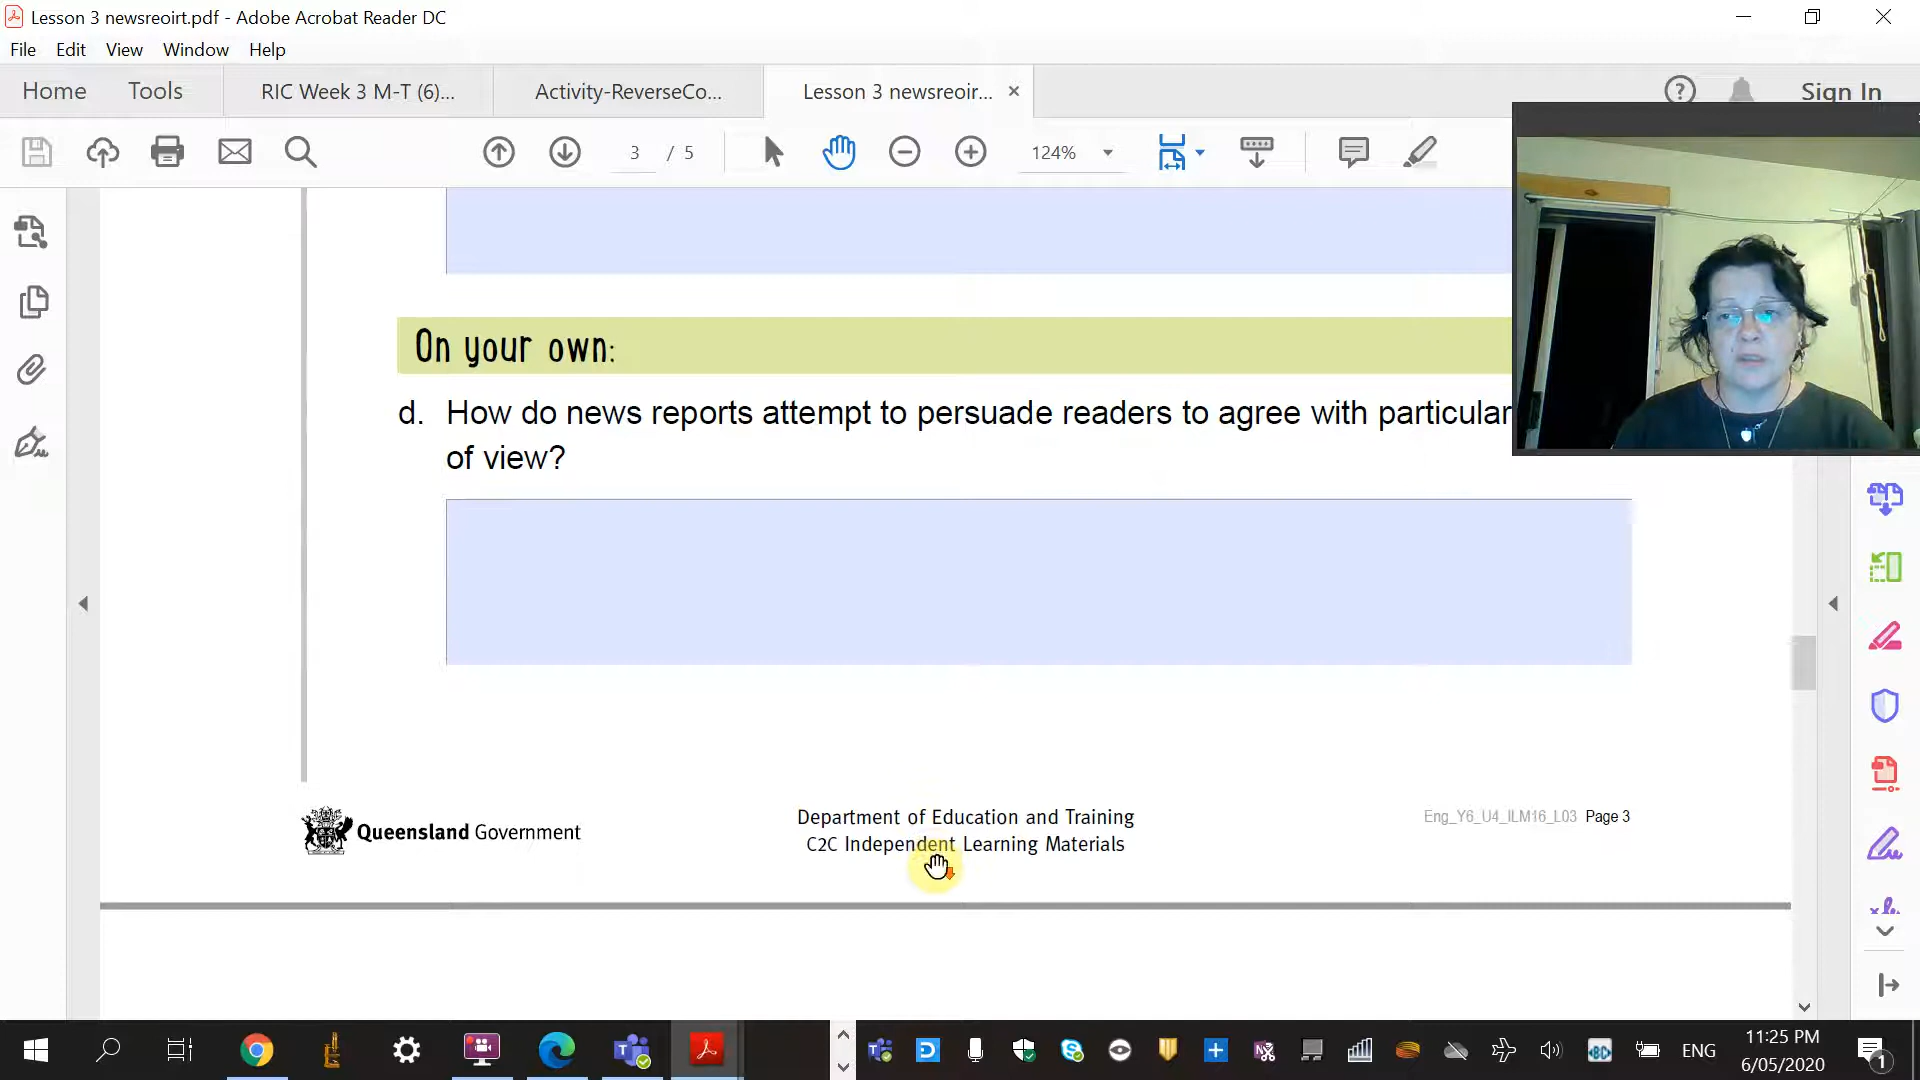 Lesson 3 newsreoirt.pdf - Adobe Acrobat Reader DC
File Edit View Window Help
Home Tools RIC Week 3 M-T (6)... Activity-ReverseCo... Lesson 3 newsreoir... Sign In
3 / 5 124%
On your own:
d. How do news reports attempt to persuade readers to agree with particular
of view?
Queensland Government
Department of Education and Training
C2C Independent Learning Materials
Eng_Y6_U4_ILM16_L03 Page 3
ENG
11:25 PM
6/05/2020
1